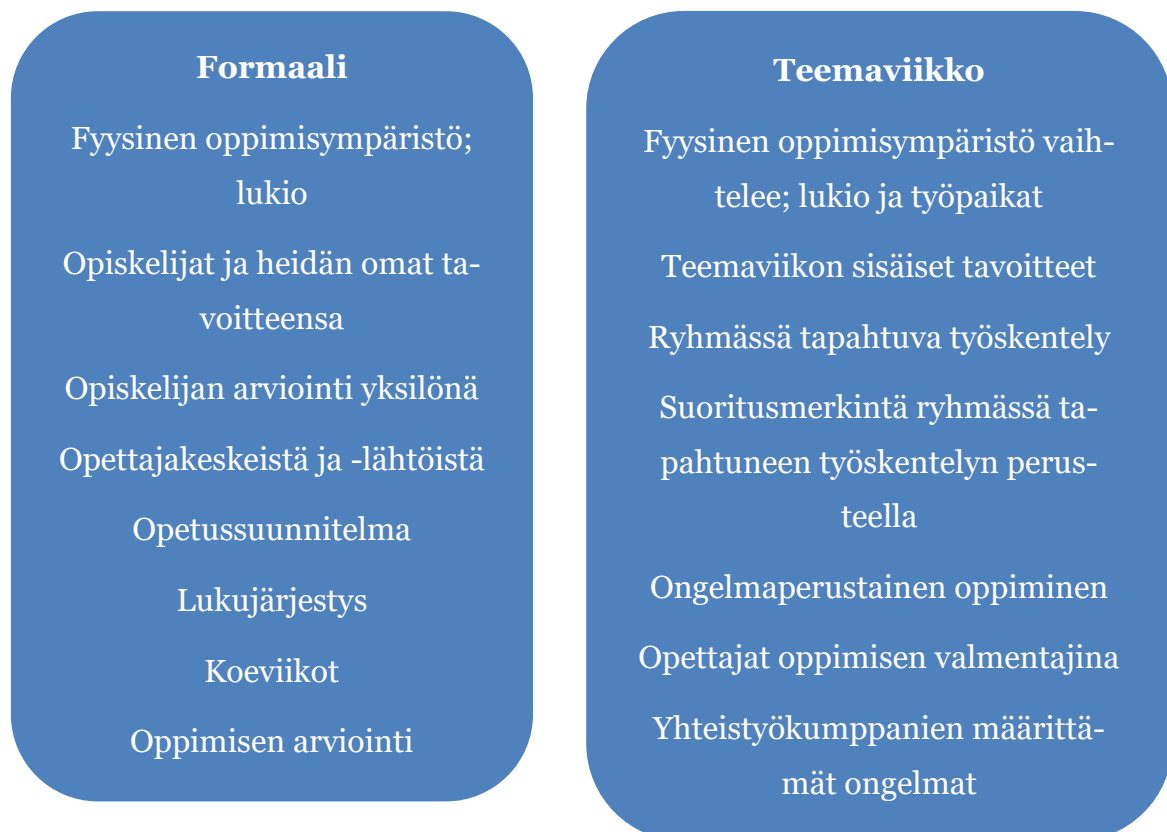 Formaali
Fyysinen oppimisympäristö;
lukio
Opiskelijat ja heidän omat ta-
voitteensa
Opiskelijan arviointi yksilönä
Opettajakeskeistä ja -lähtöistä
Opetussuunnitelma
Lukujärjestys
Koeviikot
Oppimisen arviointi
Teemaviikko
Fyysinen oppimisympäristö vaih-
telee; lukio ja työpaikat
Teemaviikon sisäiset tavoitteet
Ryhmässä tapahtuva työskentely
Suoritusmerkintä ryhmässä ta-
pahtuneen työskentelyn perus-
teella
Ongelmaperustainen oppiminen
Opettajat oppimisen valmentajina
Yhteistyökumppanien määrittä-
mät ongelmat